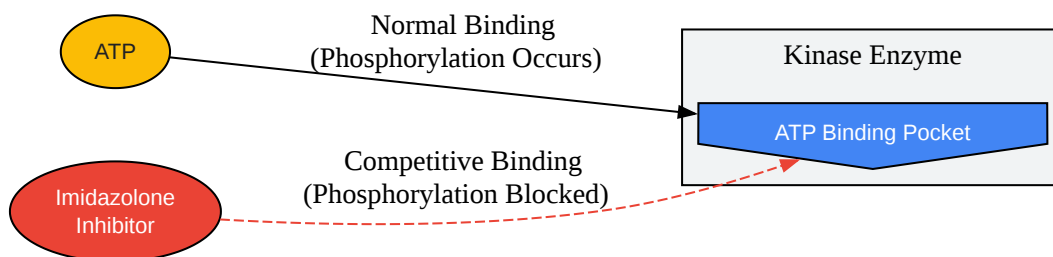 ATP
Normal Binding
(Phosphorylation Occurs)
Kinase Enzyme
ATP Binding Pocket
Imidazolone
Inhibitor
Competitive Binding
(Phosphorylation Blocked)